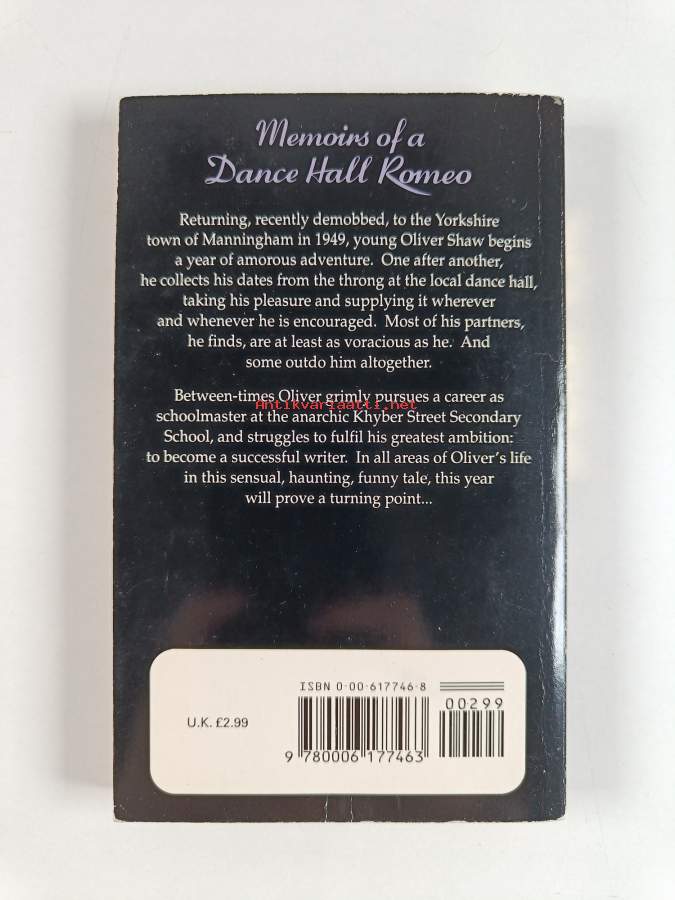 Memoirs of a
Dance Hall Romeo
Returning, recently demobbed, to the Yorkshire
town of Manningham in 1949, young Oliver Shaw begins
a year of amorous adventure. One after another,
he collects his dates from the throng at the local dance hall,
taking his pleasure and supplying it wherever
and whenever he is encouraged. Most of his partners,
he finds, are at least as voracious as he. And
some outdo him altogether.
Between-times Oliver grimly pursues a career as
Antikvariaatti.net
schoolmaster at the anarchic Khyber Street Secondary
School, and struggles to fulfil his greatest ambition:
to become a successful writer. In all areas of Oliver's life
in this sensual, haunting, funny tale, this year
will prove a turning point...
ISBN 0-00-617746-8
00299
U.K. £2.99
9 780006 177463